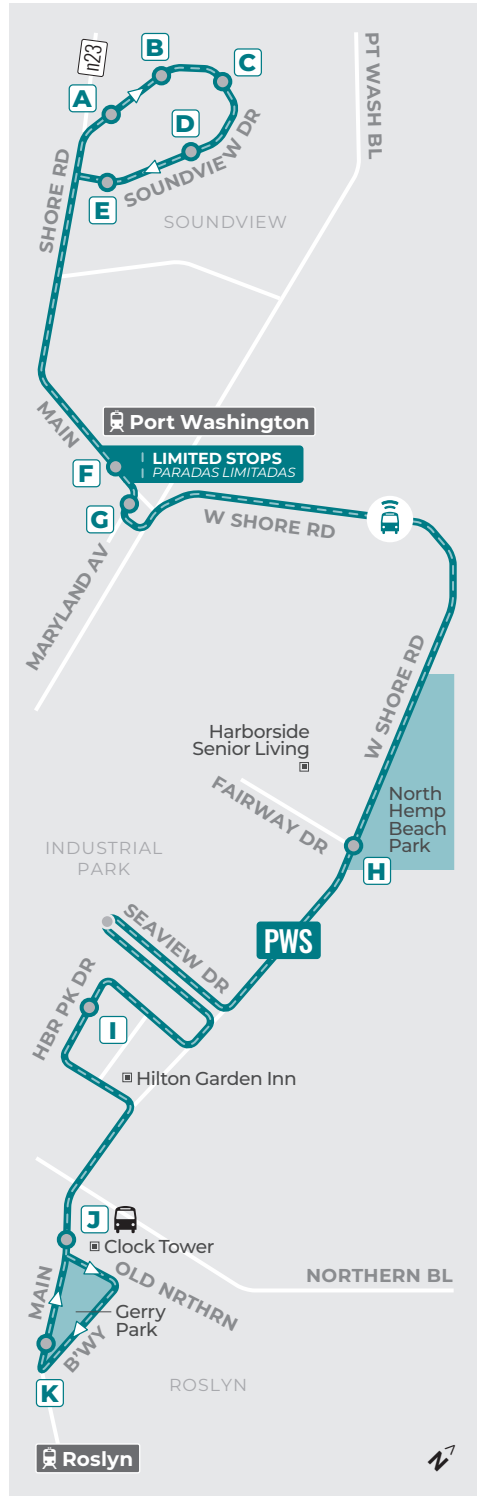 n23
B
C
A
D
E
SHORE RD
SOUNDVIEW DR
PT WASH BL
SOUNDVIEW
MAIN
Port Washington
LIMITED STOPS
PARADAS LIMITADAS
F
G
W SHORE RD
MARYLAND AV
W SHORE RD
Harborside
Senior Living
FAIRWAY DR
North
Hemp
Beach
Park
H
INDUSTRIAL
PARK
PWS
SEAVIEW DR
HBR PK DR
I
Hilton Garden Inn
J
Clock Tower
OLD NRTHRN
NORTHERN BL
MAIN
Gerry
Park
B'WY
K
ROSLYN
Roslyn
N